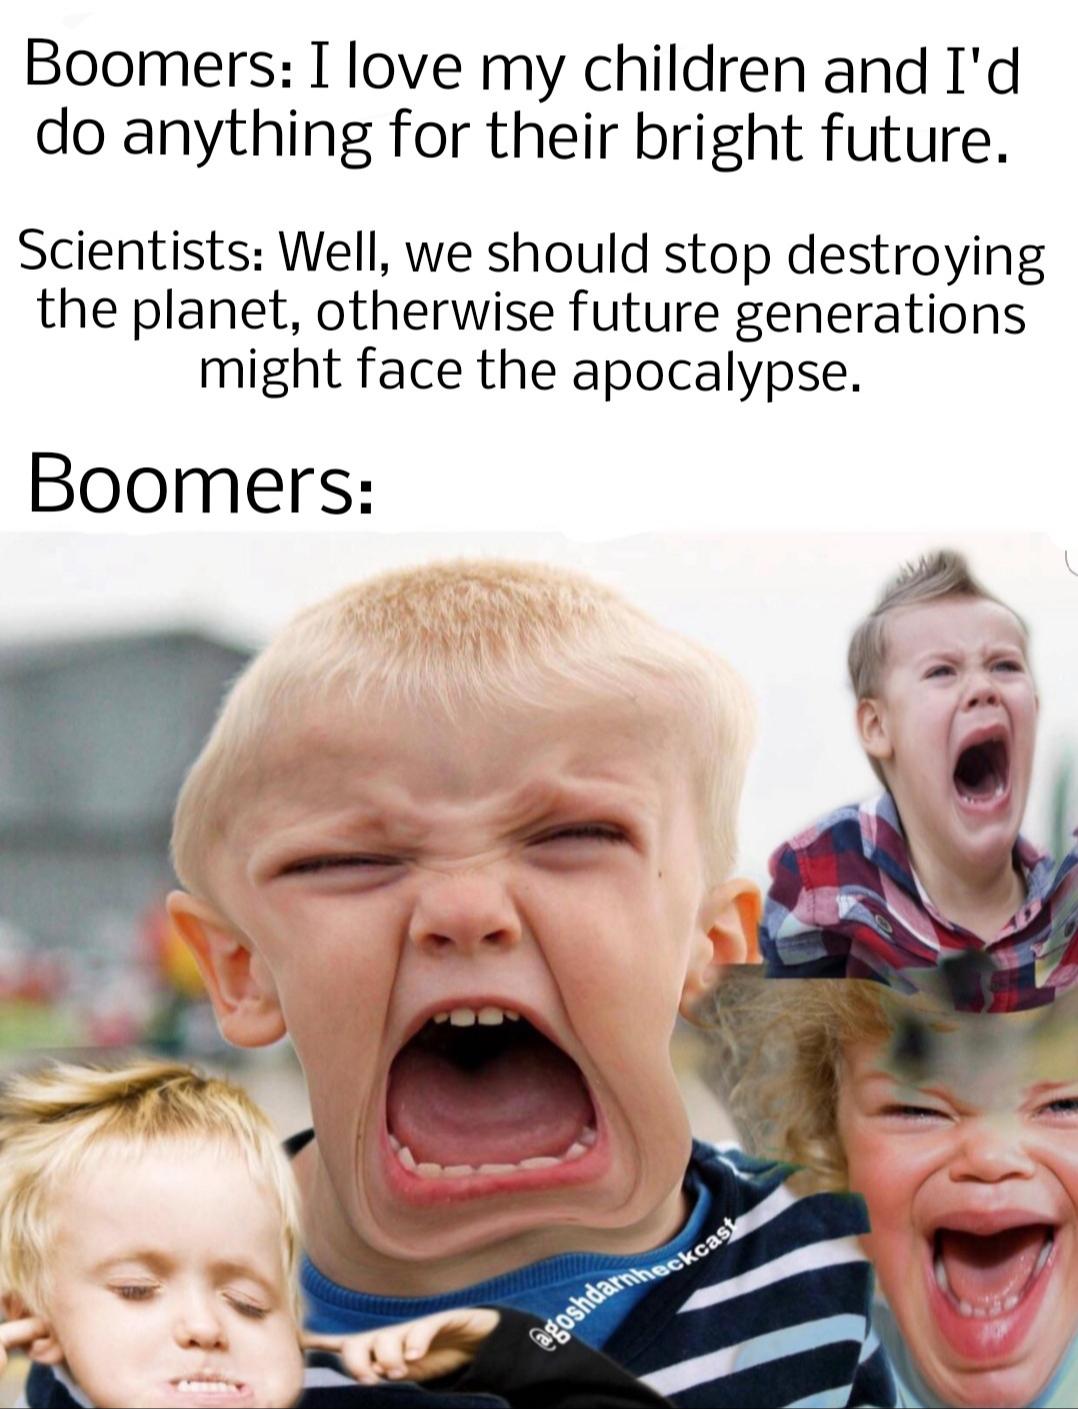 Boomers: I love my children and I'd
do anything for their bright future.
Scientists: Well, we should stop destroying
the planet, otherwise future generations
might face the apocalypse.
Boomers:
@goshdarnheckcast